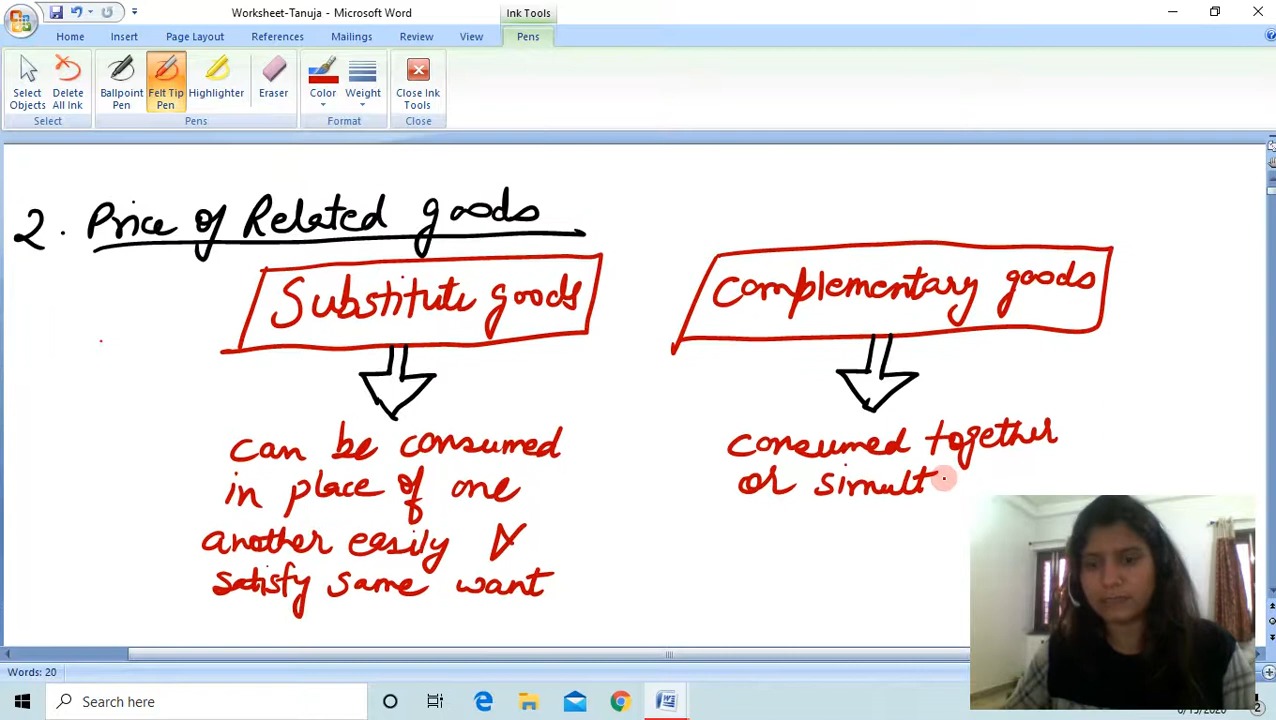 Worksheet-Tanuja - Microsoft Word
Ink Tools
Home Insert Page Layout References Mailings Review View Pens
Select Objects
Delete All Ink
Ballpoint Pen
Felt Tip Pen
Highlighter
Eraser
Color
Weight
Close Ink Tools
Select Pens Format Close
2. Price of Related goods
Substitute goods
Complementary goods
can be consumed
in place of one
another easily &
satisfy same want
consumed together
or simult
Words: 20
Search here
2